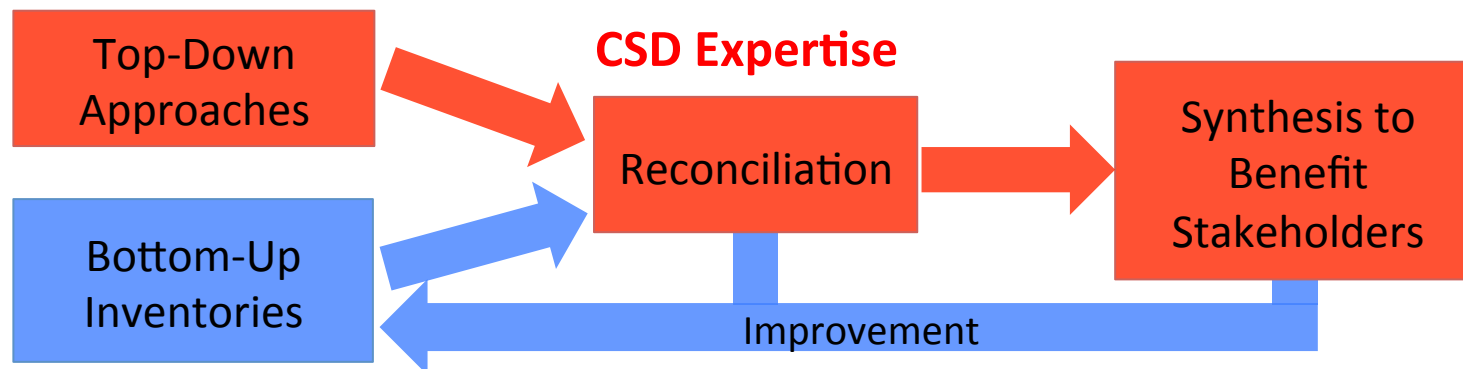 Top-Down
Approaches
CSD Expertise
Reconciliation
Synthesis to
Benefit
Stakeholders
Bottom-Up
Inventories
Improvement